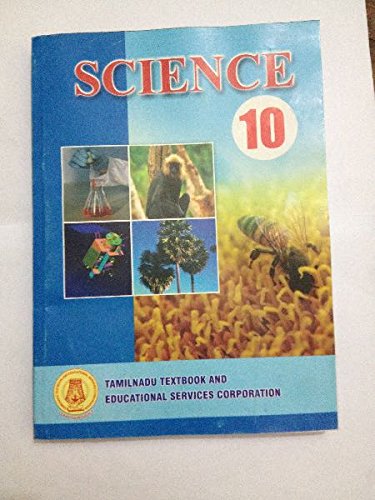 SCIENCE
10
TAMILNADU TEXTBOOK AND
EDUCATIONAL SERVICES CORPORATION